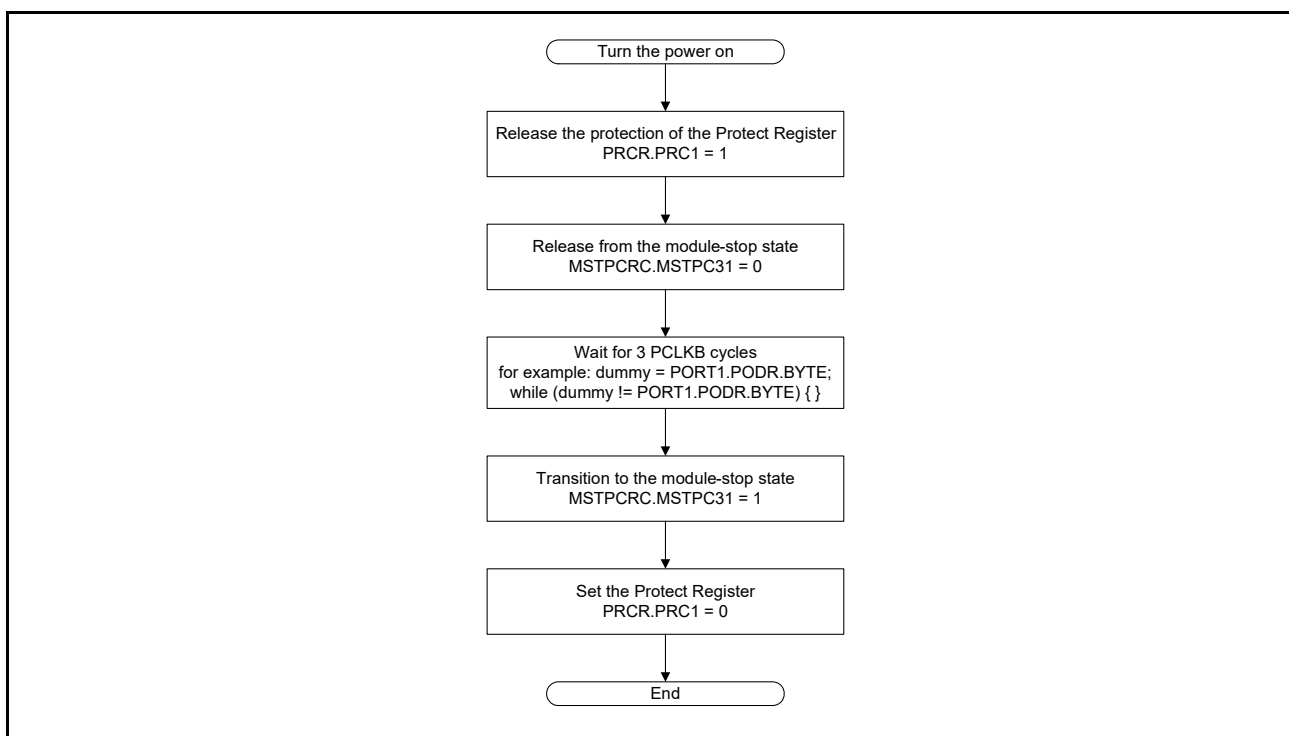 Turn the power on
Release the protection of the Protect Register
PRCR.PRC1 = 1
Release from the module-stop state
MSTPCRC.MSTPC31 = 0
Wait for 3 PCLKB cycles
for example: dummy = PORT1.PODR.BYTE;
while (dummy != PORT1.PODR.BYTE) { }
Transition to the module-stop state
MSTPCRC.MSTPC31 = 1
Set the Protect Register
PRCR.PRC1 = 0
End